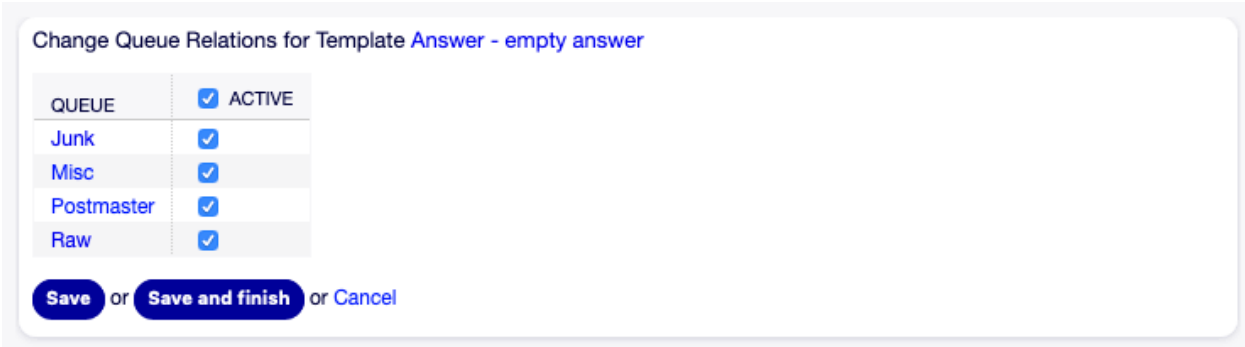 Change Queue Relations for Template Answer - empty answer
QUEUE ACTIVE
Junk
Misc
Postmaster
Raw
Save or Save and finish or Cancel